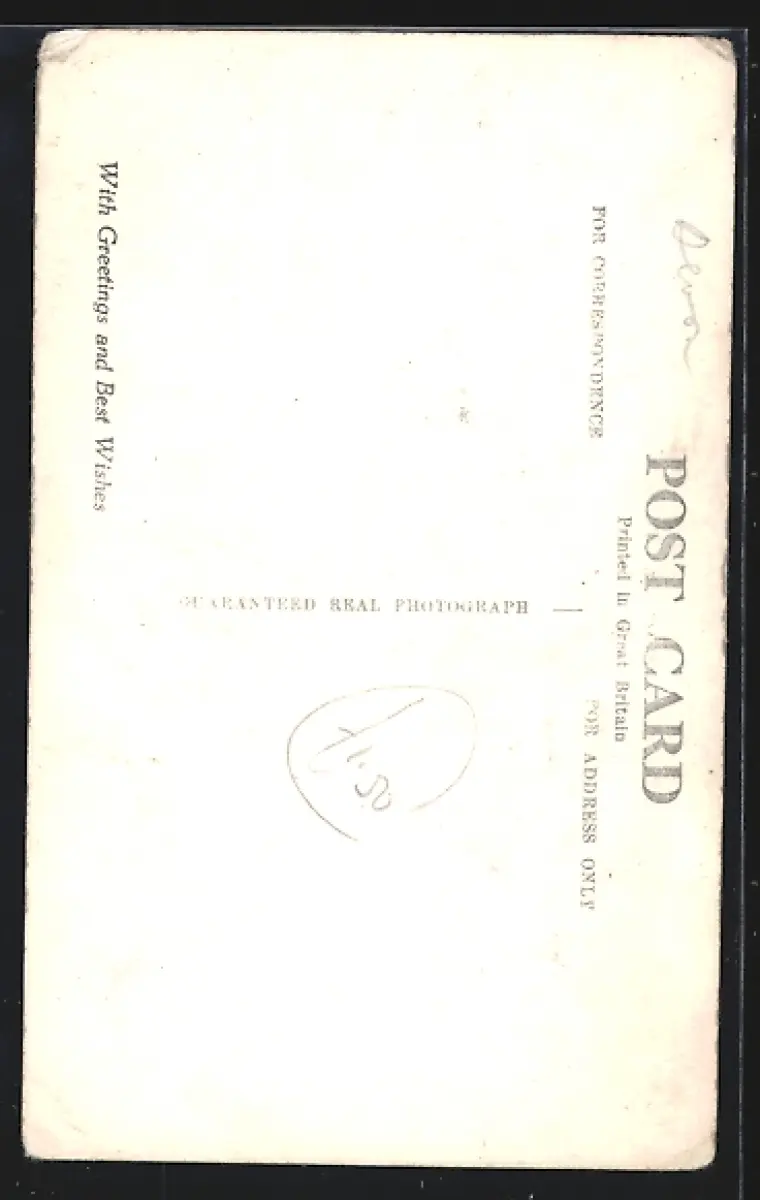 Devon
POST CARD
Printed in Great Britain
FOR CORRESPONDENCE
FOR ADDRESS ONLY
GUARANTEED REAL PHOTOGRAPH
With Greetings and Best Wishes